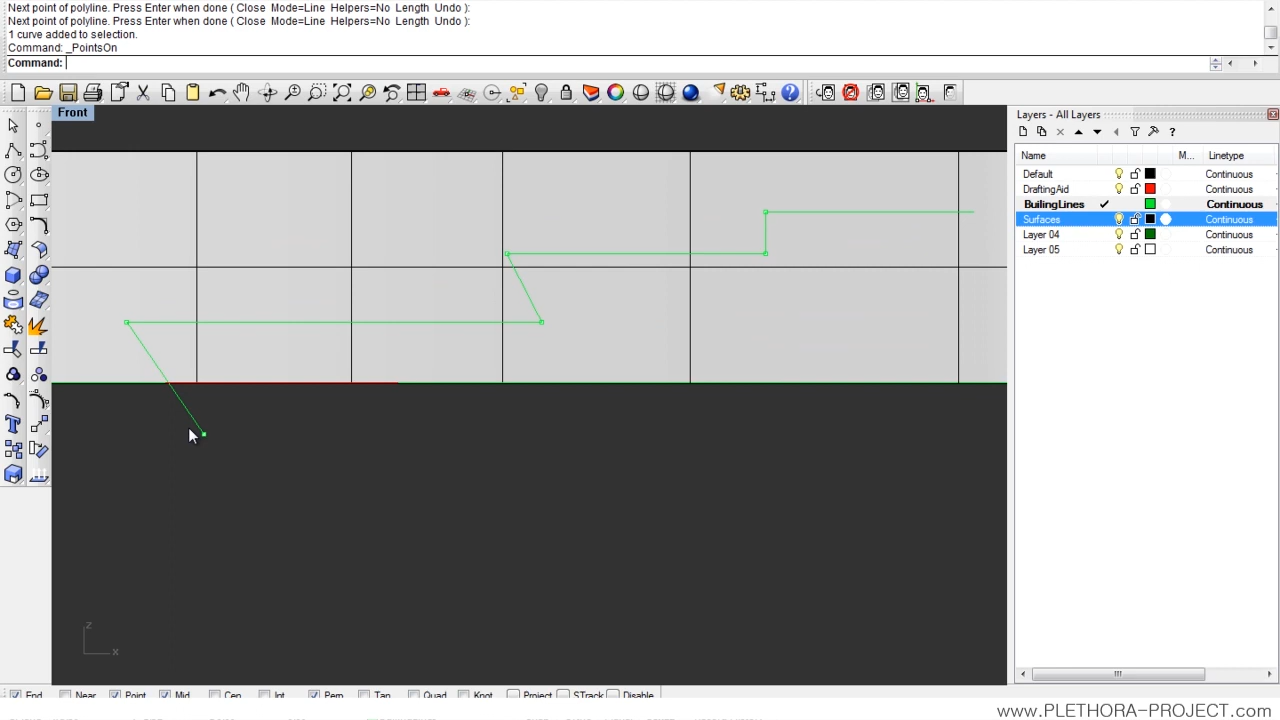 Next point of polyline. Press Enter when done ( Close Mode=Line Helpers=No Length Undo ):
Next point of polyline. Press Enter when done ( Close Mode=Line Helpers=No Length Undo ):
1 curve added to selection.
Command: _PointsOn
Command:
Front
Layers - All Layers
Name M... Linetype
Default Continuous
DraftingAid Continuous
BuilingLines Continuous
Surfaces Continuous
Layer 04 Continuous
Layer 05 Continuous
z
x
End Near Point Mid Cen Int Perp Tan Quad Knot Project STrack Disable
www.PLETHORA-PROJECT.com